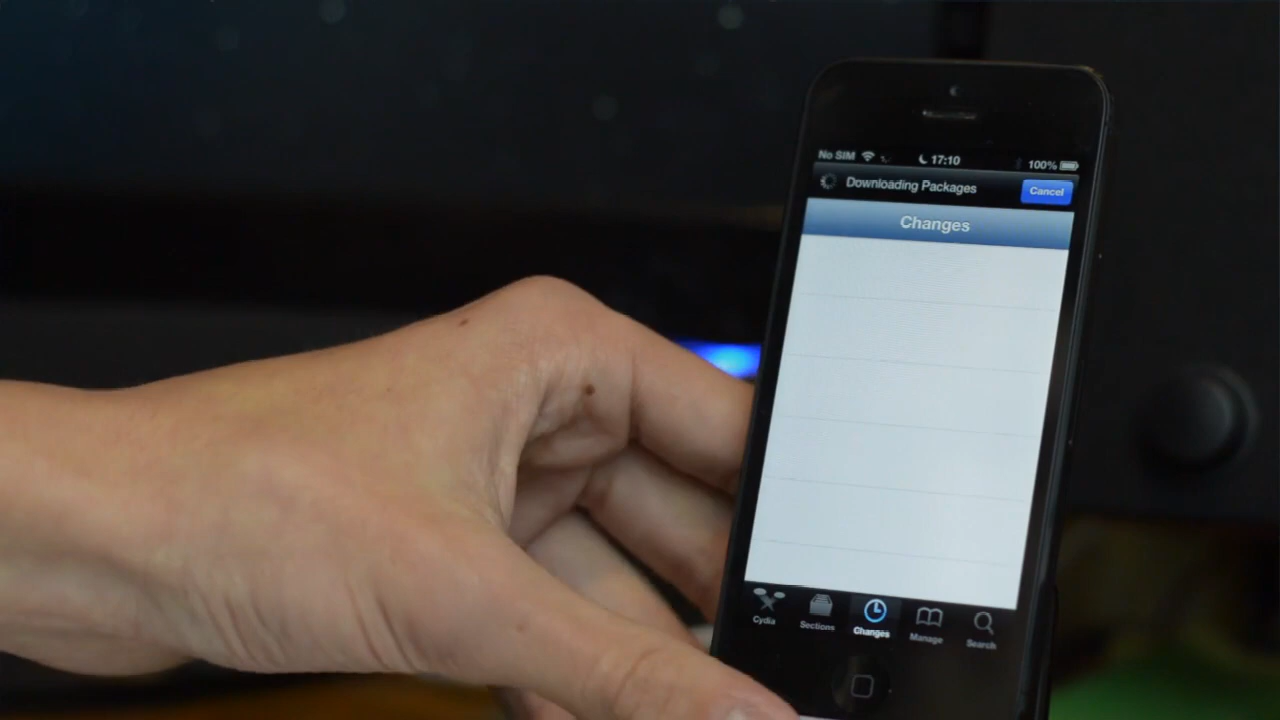 No SIM 17:10 100%
Downloading Packages Cancel
Changes
Cydia Sections Changes Manage Search